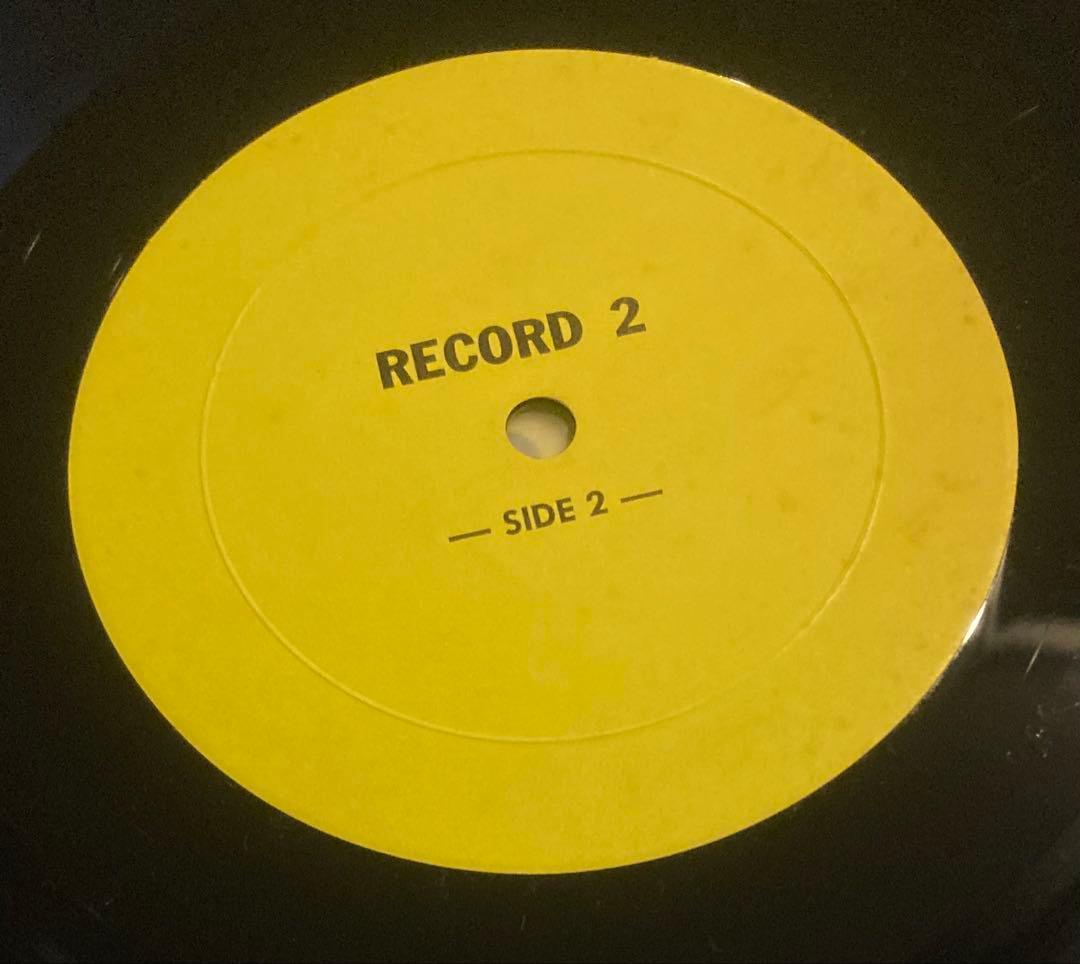 RECORD 2
— SIDE 2 —